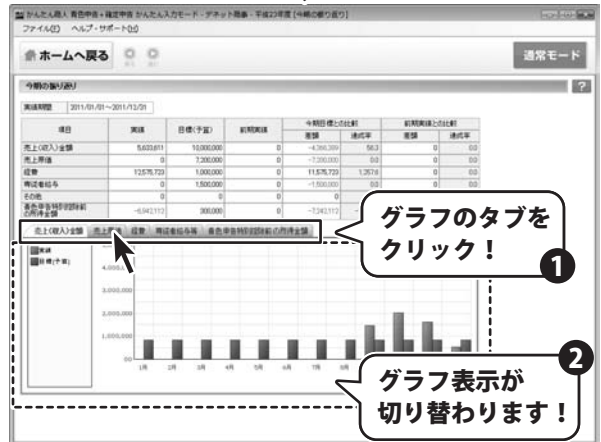 かんたん商人 青色申告+確定申告 かんたん入力モード - デネット商事 - 平成23年度 [今期の振り返り]
ファイル(F) ヘルプ・サポート(H)
ホームへ戻る
通常モード
今期の振り返り ?
実績期間 2011/01/01～2011/12/31
項目 実績 目標(予算) 前期実績 今期目標との比較 前期実績との比較
差額 達成率 差額 達成率
売上(収入)金額 5,633,611 10,000,000 0 -4,366,389 56.3 0 0.0
売上原価 0 7,200,000 0 -7,200,000 0.0 0 0.0
経費 12,575,723 1,000,000 0 11,575,723 1,257.6 0 0.0
専従者給与 0 1,500,000 0 -1,500,000 0.0 0 0.0
その他 0 0 0 0 0.0 0 0.0
青色申告特別控除前の所得金額 -6,942,112 300,000 0 -7,242,112
売上(収入)金額 経費 専従者給与等 青色申告特別控除前の所得金額
グラフのタブを
クリック！
1
実績
目標(予算)
3,000,000
2,000,000
1,000,000
0.0
1月 2月 3月 4月 5月 6月 7月 8月
2
グラフ表示が
切り替わります！